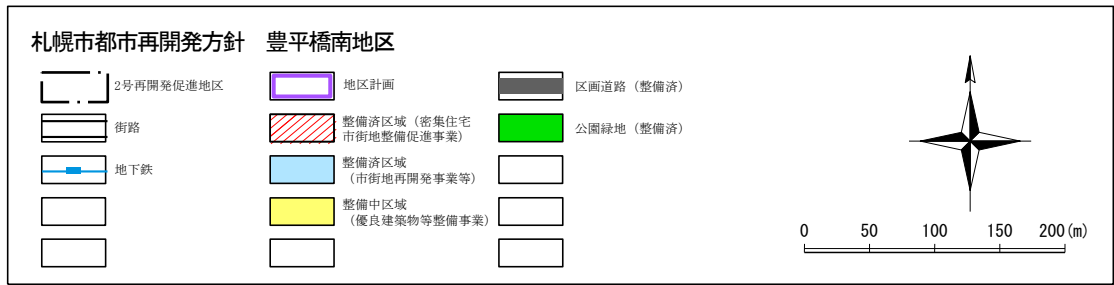 札幌市都市再開発方針　豊平橋南地区
2号再開発促進地区
街路
地下鉄
地区計画
整備済区域（密集住宅
市街地整備促進事業）
整備済区域
（市街地再開発事業等）
整備中区域
（優良建築物等整備事業）
区画道路（整備済）
公園緑地（整備済）
0 50 100 150 200(m)